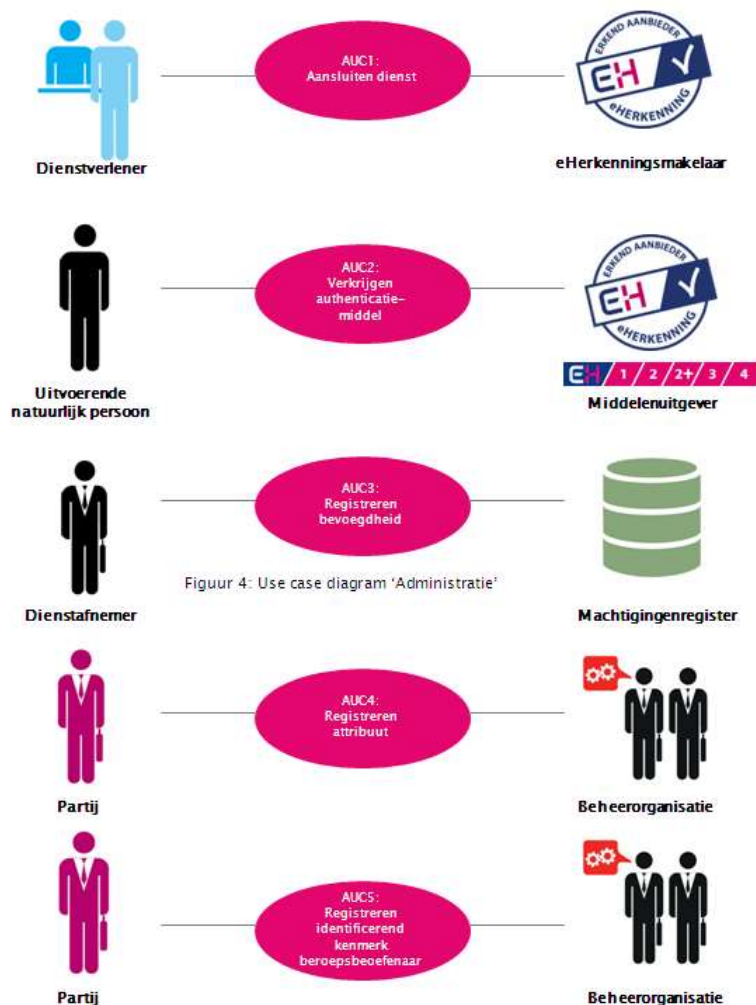 AUC1:
Aansluiten dienst
ERKEND AANBIEDER
EH
eHERKENNING
Dienstverlener
eHerkenningsmakelaar
AUC2:
Verkrijgen
authenticatie-
middel
ERKEND AANBIEDER
EH
eHERKENNING
EH 1 2 2+ 3 4
Uitvoerende
natuurlijk persoon
Middelenuitgever
AUC3:
Registreren
bevoegdheid
Figuur 4: Use case diagram 'Administratie'
Dienstafnemer
Machtigingenregister
AUC4:
Registreren
attribuut
Partij
Beheerorganisatie
AUC5:
Registreren
identificerend
kenmerk
beroepsbeoefenaar
Partij
Beheerorganisatie